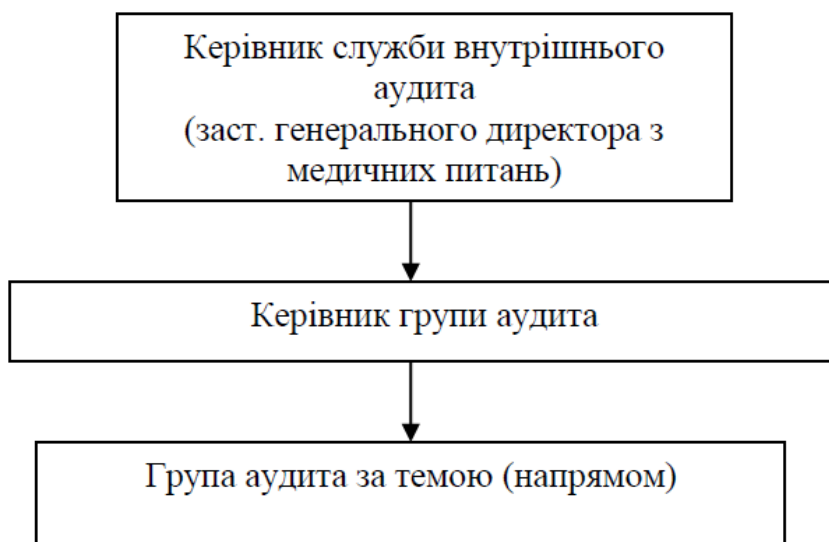 Керівник служби внутрішнього
аудита
(заст. генерального директора з
медичних питань)
Керівник групи аудита
Група аудита за темою (напрямом)